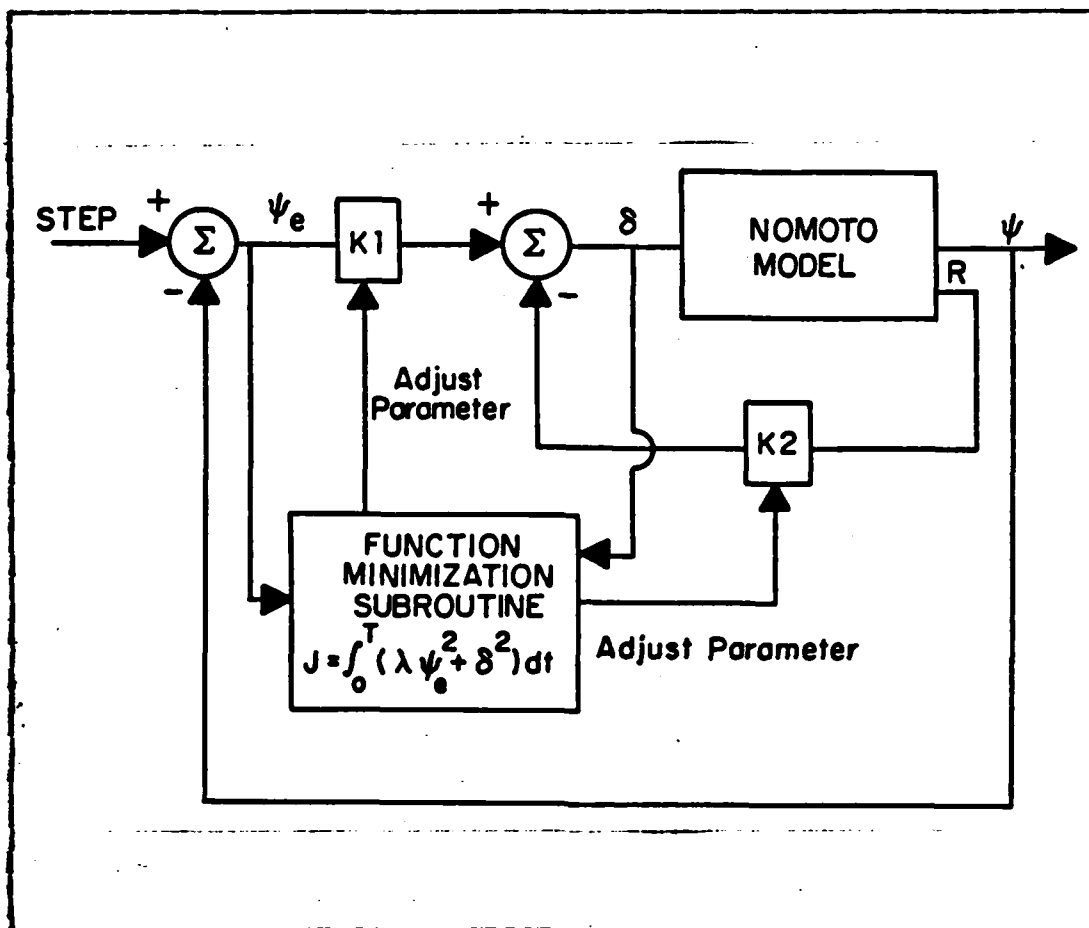 STEP
+
-
Σ
ψe
K1
+
-
Σ
δ
NOMOTO
MODEL
ψ
R
Adjust
Parameter
K2
FUNCTION
MINIMIZATION
SUBROUTINE
J = ∫₀ᵀ (λ ψₑ² + δ²) dt
Adjust Parameter